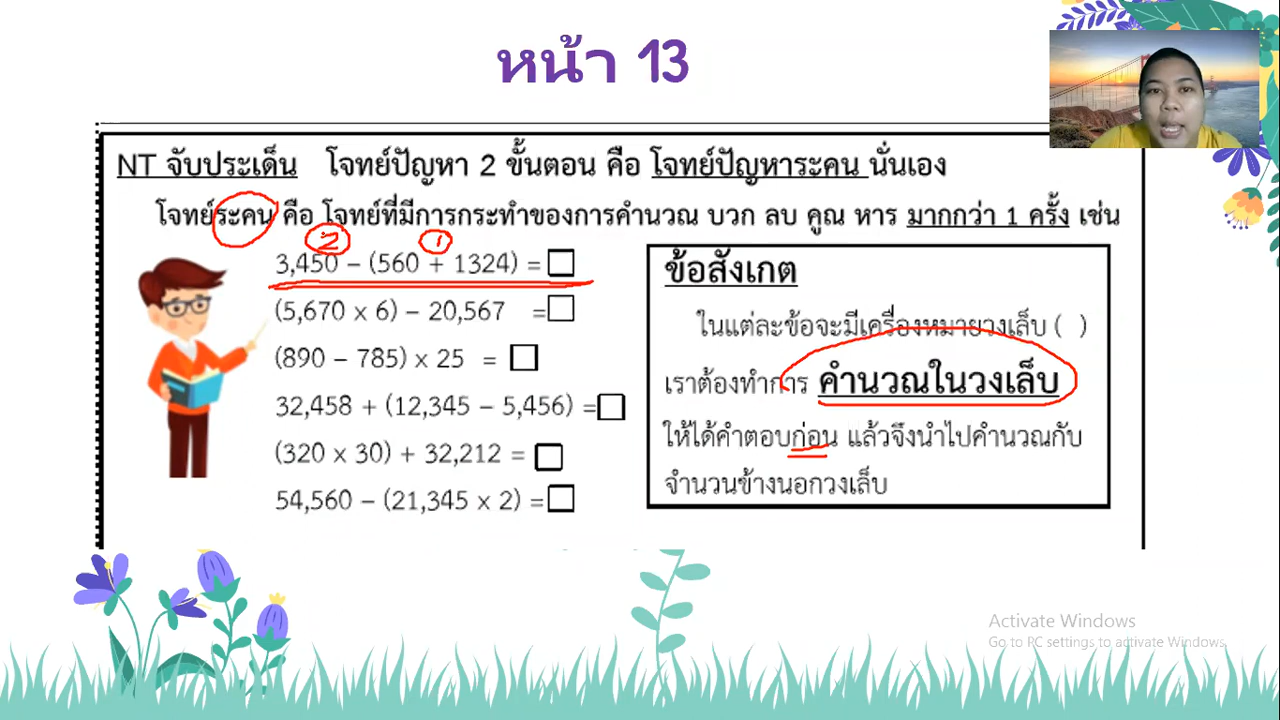 หน้า 13
NT จับประเด็น โจทย์ปัญหา 2 ขั้นตอน คือ โจทย์ปัญหาระคน นั่นเอง
โจทย์ระคน คือ โจทย์ที่มีการกระทำของการคำนวณ บวก ลบ คูณ หาร มากกว่า 1 ครั้ง เช่น
2 1
3,450 – (560 + 1324) = □
(5,670 x 6) – 20,567 = □
(890 – 785) x 25 = □
32,458 + (12,345 – 5,456) = □
(320 x 30) + 32,212 = □
54,560 – (21,345 x 2) = □
ข้อสังเกต
ในแต่ละข้อจะมีเครื่องหมายวงเล็บ ( )
เราต้องทำการ คำนวณในวงเล็บ
ให้ได้คำตอบก่อน แล้วจึงนำไปคำนวณกับ
จำนวนข้างนอกวงเล็บ
Activate Windows
Go to PC settings to activate Windows.